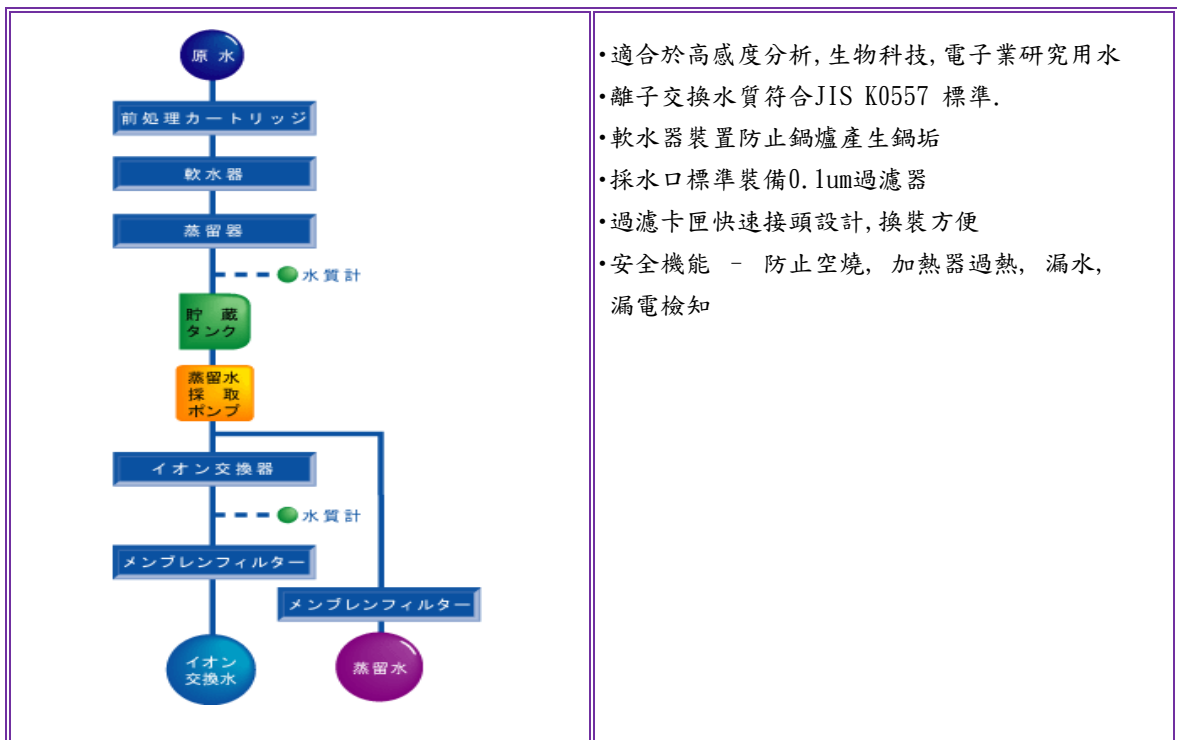 原水
前処理カートリッジ
軟水器
蒸留器
水質計
貯蔵
タンク
蒸留水
採取
ポンプ
イオン交換器
水質計
メンブレンフィルター
メンブレンフィルター
イオン
交換水
蒸留水
•適合於高感度分析,生物科技,電子業研究用水
•離子交換水質符合JIS K0557 標準.
•軟水器裝置防止鍋爐產生鍋垢
•採水口標準裝備0.1um過濾器
•過濾卡匣快速接頭設計,換裝方便
•安全機能 – 防止空燒, 加熱器過熱, 漏水,
漏電檢知